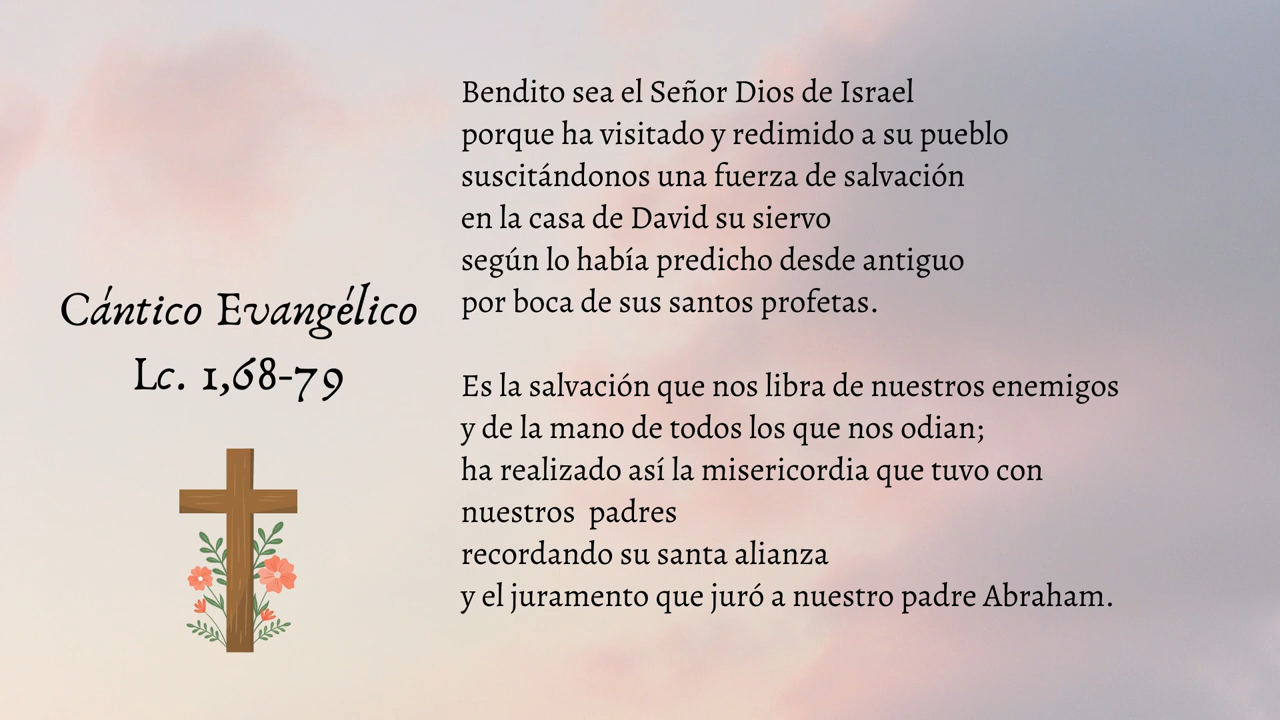 Cántico Evangélico
Lc. 1,68-79
Bendito sea el Señor Dios de Israel
porque ha visitado y redimido a su pueblo
suscitándonos una fuerza de salvación
en la casa de David su siervo
según lo había predicho desde antiguo
por boca de sus santos profetas.
Es la salvación que nos libra de nuestros enemigos
y de la mano de todos los que nos odian;
ha realizado así la misericordia que tuvo con
nuestros  padres
recordando su santa alianza
y el juramento que juró a nuestro padre Abraham.